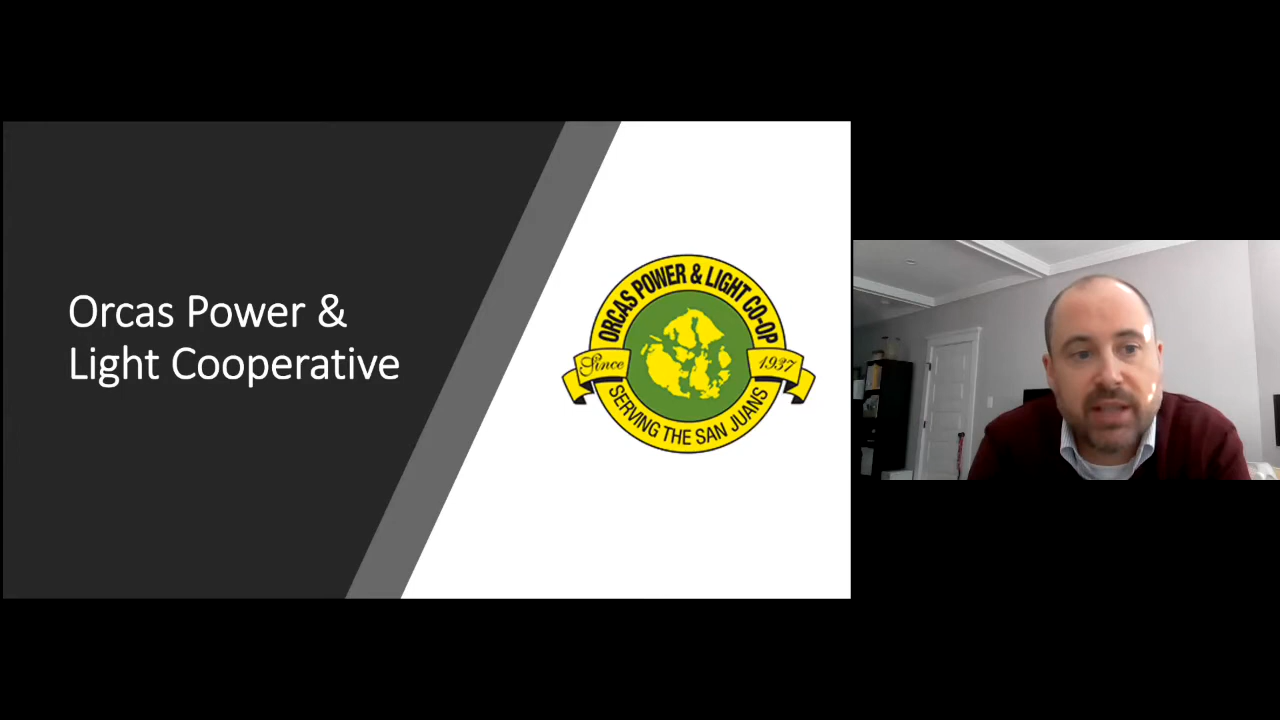 Orcas Power &
Light Cooperative
ORCAS POWER & LIGHT CO-OP
Since 1937
SERVING THE SAN JUANS